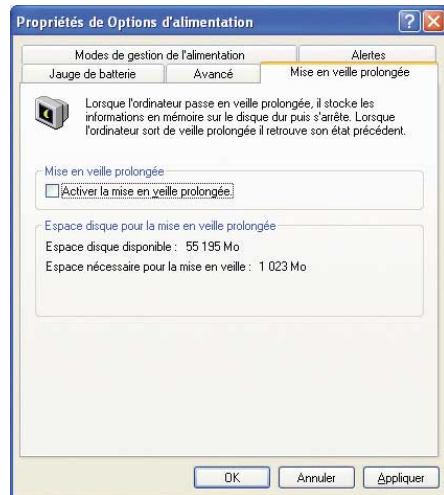 Propriétés de Options d'alimentation
Modes de gestion de l'alimentation
Alertes
Jauge de batterie
Avancé
Mise en veille prolongée
Lorsque l'ordinateur passe en veille prolongée, il stocke les
informations en mémoire sur le disque dur puis s'arrête. Lorsque
l'ordinateur sort de veille prolongée il retrouve son état précédent.
Mise en veille prolongée
Activer la mise en veille prolongée.
Espace disque pour la mise en veille prolongée
Espace disque disponible : 55 195 Mo
Espace nécessaire pour la mise en veille : 1 023 Mo
OK
Annuler
Appliquer